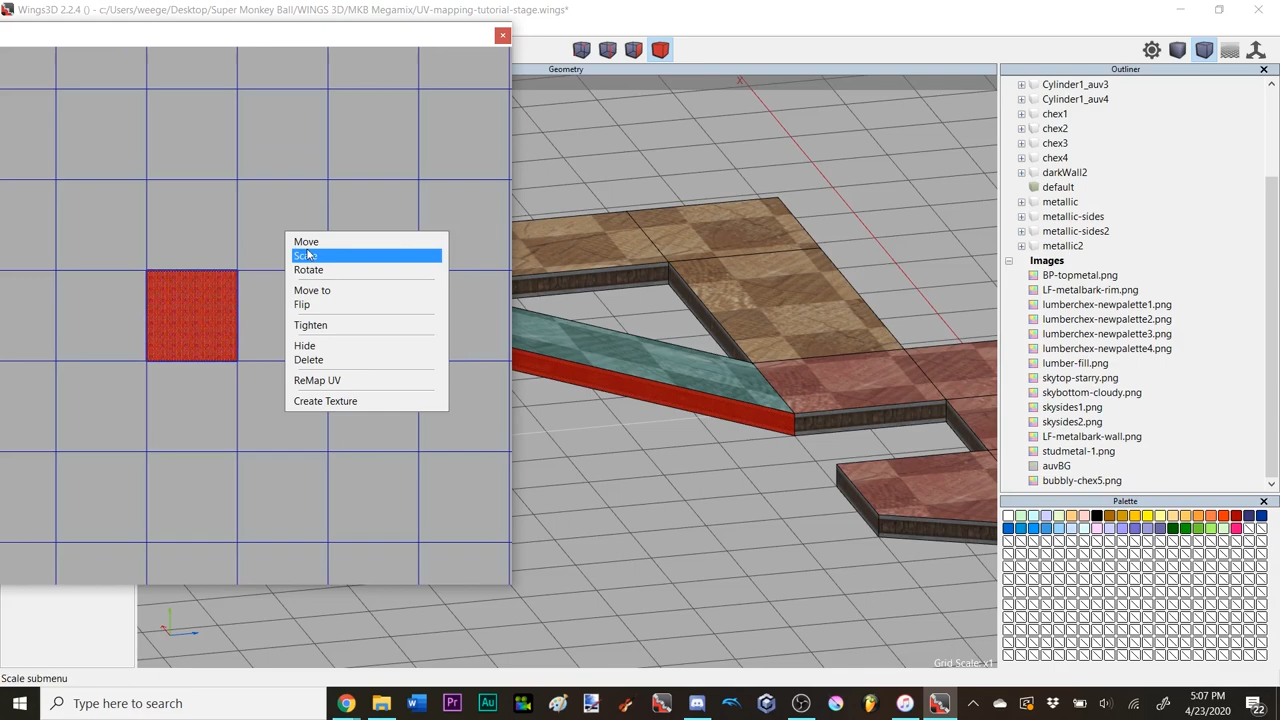 Wings3D 2.2.4 () - c:/Users/weege/Desktop/Super Monkey Ball/WINGS 3D/MKB Megamix/UV-mapping-tutorial-stage.wings*
Geometry
Outliner
Move
Scale
Rotate
Move to
Flip
Tighten
Hide
Delete
ReMap UV
Create Texture
X
Cylinder1_auv3
Cylinder1_auv4
chex1
chex2
chex3
chex4
darkWall2
default
metallic
metallic-sides
metallic-sides2
metallic2
Images
BP-topmetal.png
LF-metalbark-rim.png
lumberchex-newpalette1.png
lumberchex-newpalette2.png
lumberchex-newpalette3.png
lumberchex-newpalette4.png
lumber-fill.png
skytop-starry.png
skybottom-cloudy.png
skysides1.png
skysides2.png
LF-metalbark-wall.png
studmetal-1.png
auvBG
bubbly-chex5.png
Palette
Grid Scale: x1
Scale submenu
Type here to search
W
Pr
Au
5:07 PM
4/23/2020
22